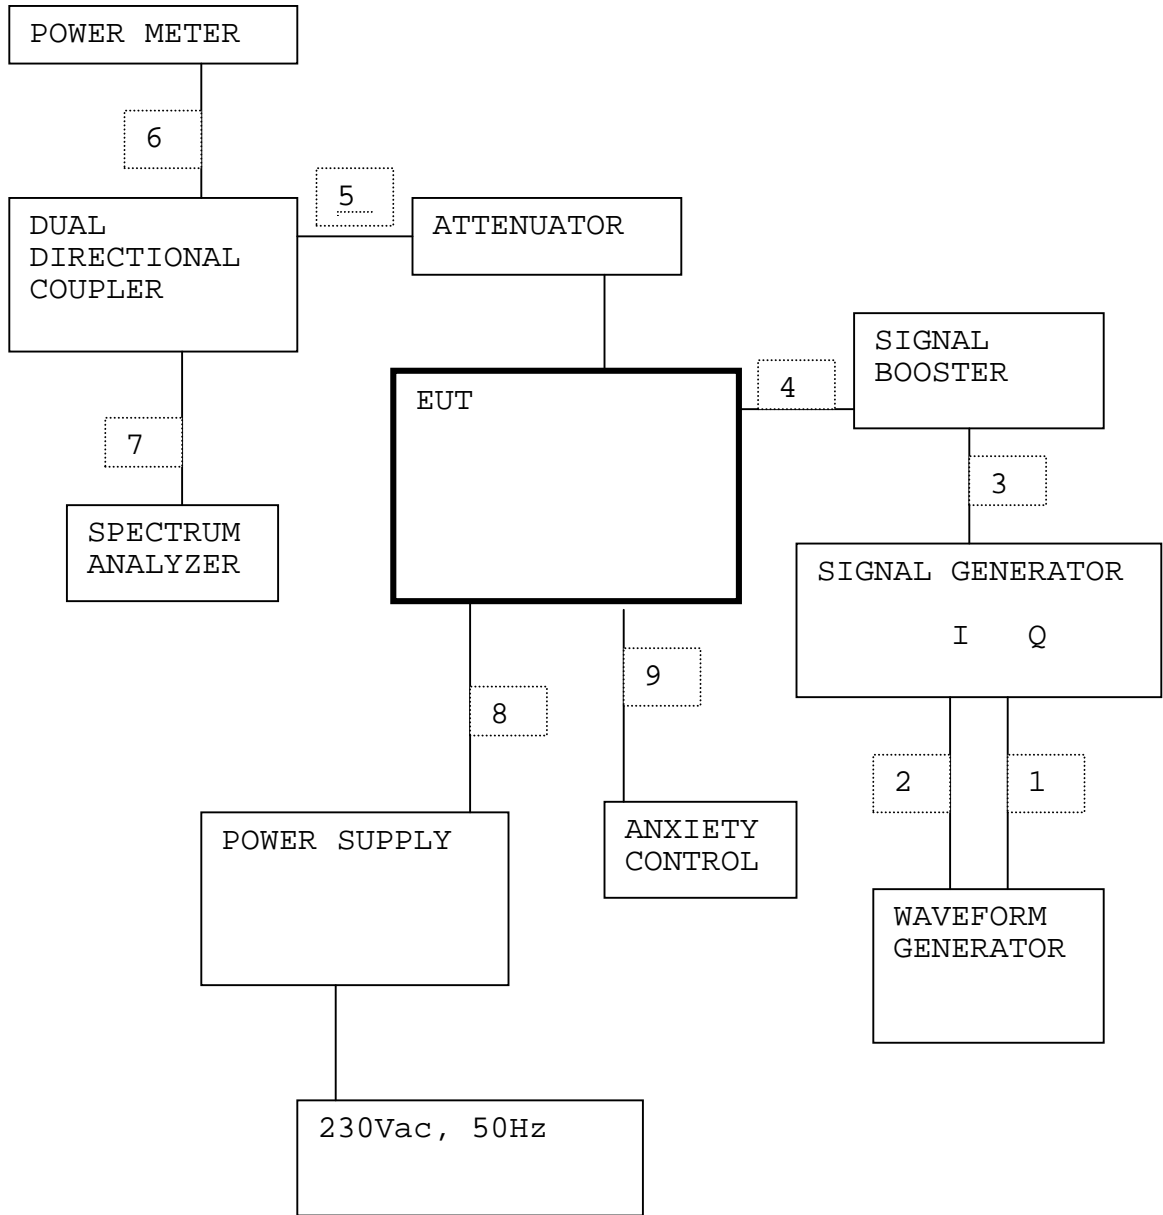 POWER METER
6
5
DUAL
DIRECTIONAL
COUPLER
ATTENUATOR
SIGNAL
BOOSTER
4
EUT
7
3
SPECTRUM
ANALYZER
SIGNAL GENERATOR
I Q
9
8
2
1
POWER SUPPLY
ANXIETY
CONTROL
WAVEFORM
GENERATOR
230Vac, 50Hz